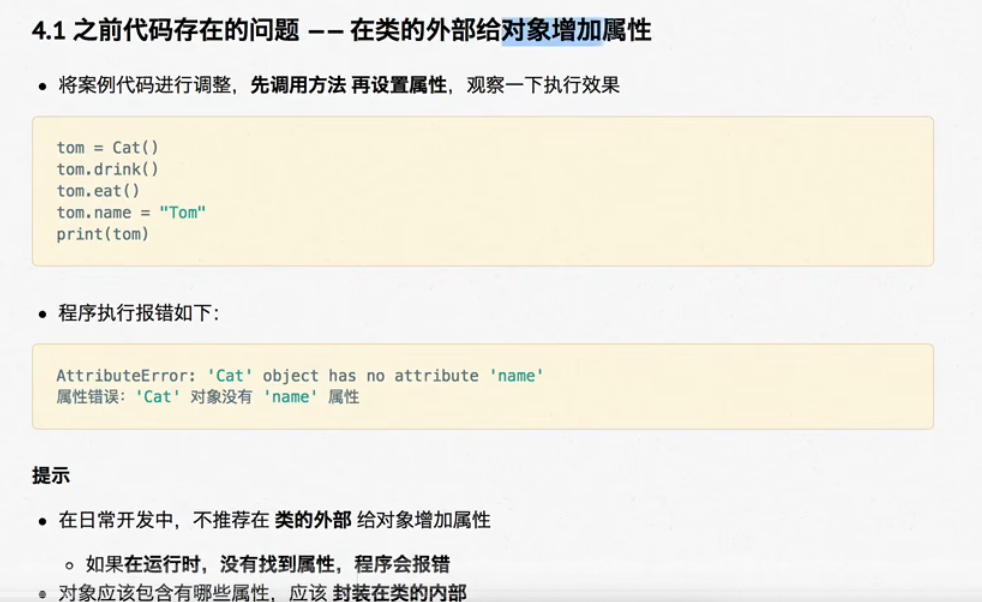 4.1 之前代码存在的问题 —— 在类的外部给对象增加属性
将案例代码进行调整，先调用方法 再设置属性，观察一下执行效果
tom = Cat()
tom.drink()
tom.eat()
tom.name = "Tom"
print(tom)
程序执行报错如下：
AttributeError: 'Cat' object has no attribute 'name'
属性错误：'Cat' 对象没有 'name' 属性
提示
在日常开发中，不推荐在 类的外部 给对象增加属性
如果在运行时，没有找到属性，程序会报错
对象应该包含有哪些属性，应该 封装在类的内部